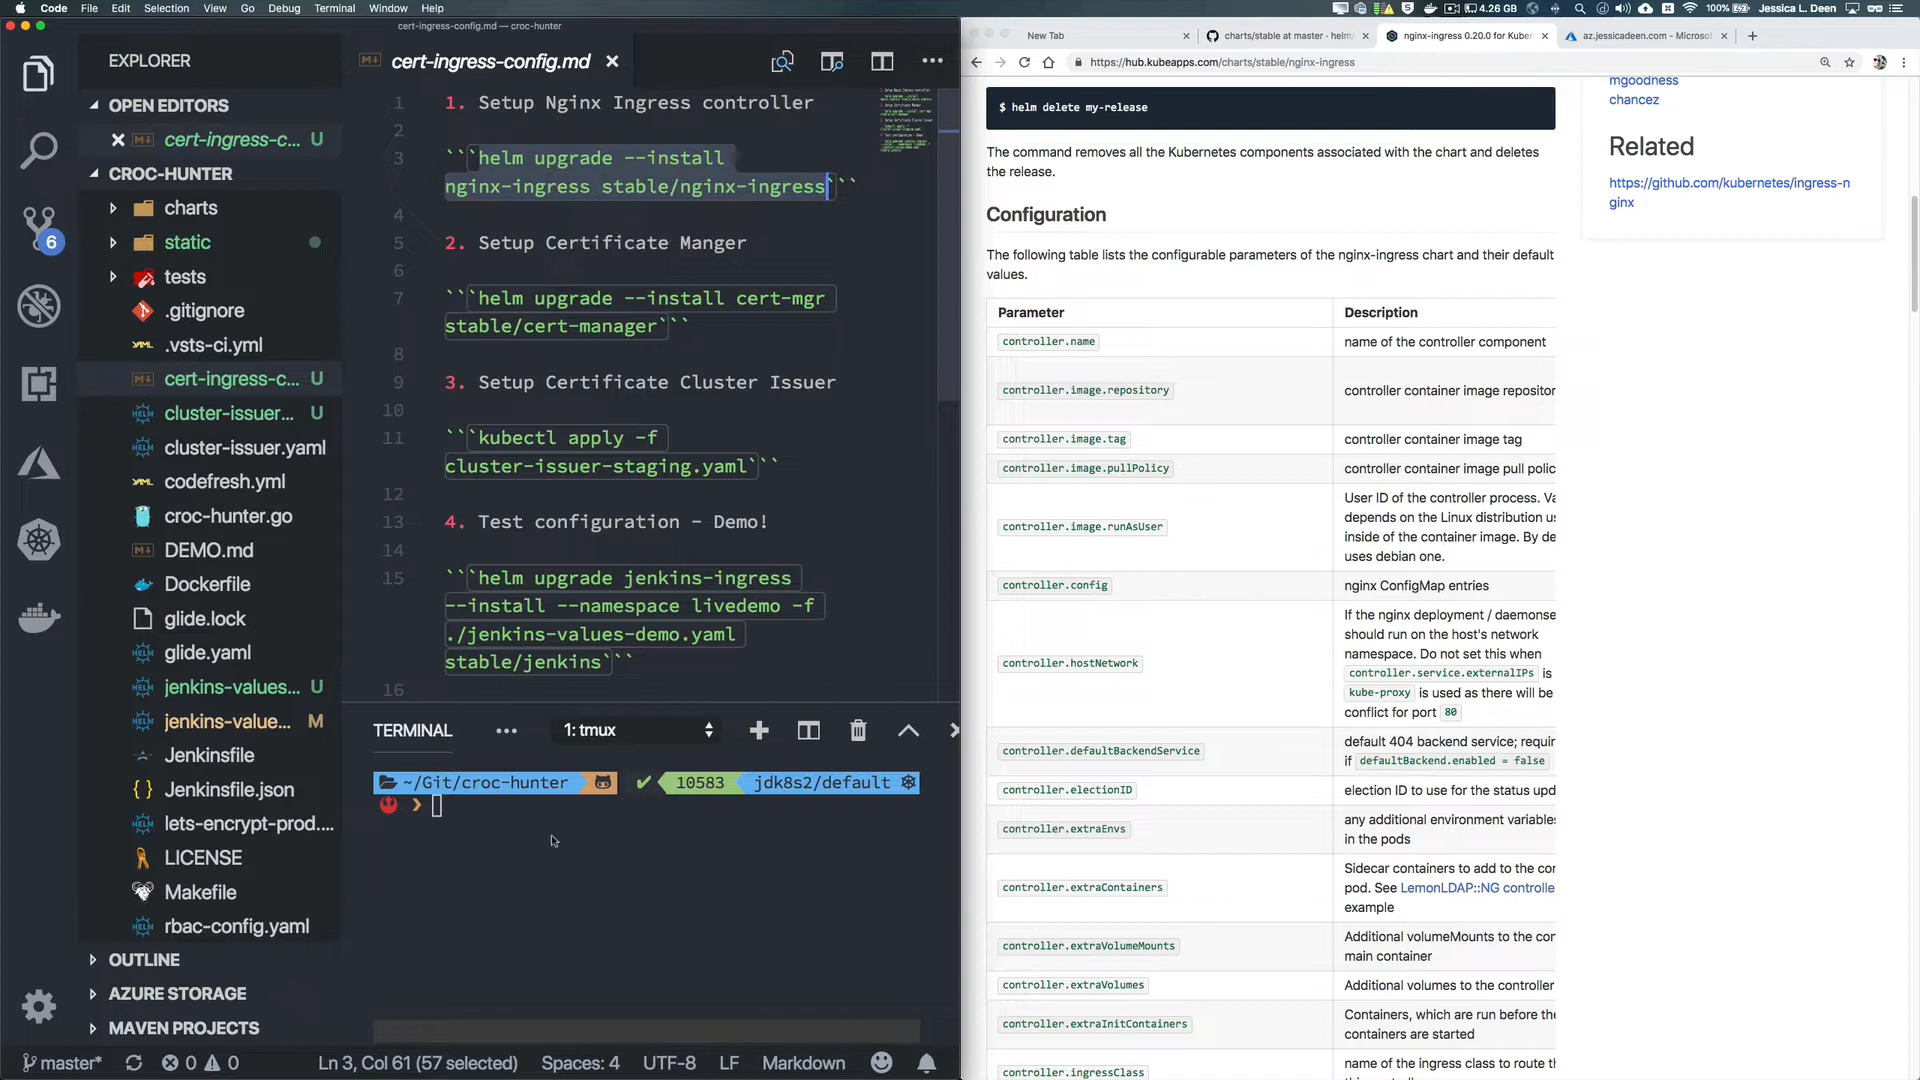 Code File Edit Selection View Go Debug Terminal Window Help
4.26 GB 100% Jessica L. Deen
cert-ingress-config.md — croc-hunter
EXPLORER
OPEN EDITORS
cert-ingress-c... U
CROC-HUNTER
charts
static
tests
.gitignore
.vsts-ci.yml
cert-ingress-c... U
cluster-issuer... U
cluster-issuer.yaml
codefresh.yml
croc-hunter.go
DEMO.md
Dockerfile
glide.lock
glide.yaml
jenkins-values... U
jenkins-value... M
Jenkinsfile
Jenkinsfile.json
lets-encrypt-prod....
LICENSE
Makefile
rbac-config.yaml
OUTLINE
AZURE STORAGE
MAVEN PROJECTS
6
cert-ingress-config.md
1 1. Setup Nginx Ingress controller
2
3 ```helm upgrade --install
nginx-ingress stable/nginx-ingress```
4
5 2. Setup Certificate Manger
6
7 ```helm upgrade --install cert-mgr
stable/cert-manager```
8
9 3. Setup Certificate Cluster Issuer
10
11 ```kubectl apply -f
cluster-issuer-staging.yaml```
12
13 4. Test configuration - Demo!
14
15 ```helm upgrade jenkins-ingress
--install --namespace livedemo -f
./jenkins-values-demo.yaml
stable/jenkins```
16
TERMINAL ... 1: tmux
~/Git/croc-hunter ✔ 10583 jdk8s2/default
❯
master* 0 0 Ln 3, Col 61 (57 selected) Spaces: 4 UTF-8 LF Markdown
New Tab
charts/stable at master · helm/
nginx-ingress 0.20.0 for Kuber
az.jessicadeen.com - Microsof
https://hub.kubeapps.com/charts/stable/nginx-ingress
$ helm delete my-release
The command removes all the Kubernetes components associated with the chart and deletes
the release.
Configuration
The following table lists the configurable parameters of the nginx-ingress chart and their default
values.
Parameter Description
controller.name name of the controller component
controller.image.repository controller container image repositor
controller.image.tag controller container image tag
controller.image.pullPolicy controller container image pull polic
controller.image.runAsUser User ID of the controller process. Va
depends on the Linux distribution us
inside of the container image. By de
uses debian one.
controller.config nginx ConfigMap entries
controller.hostNetwork If the nginx deployment / daemonse
should run on the host's network
namespace. Do not set this when
controller.service.externalIPs is
kube-proxy is used as there will be
conflict for port 80
controller.defaultBackendService default 404 backend service; requir
if defaultBackend.enabled = false
controller.electionID election ID to use for the status upd
controller.extraEnvs any additional environment variables
in the pods
controller.extraContainers Sidecar containers to add to the cor
pod. See LemonLDAP::NG controlle
example
controller.extraVolumeMounts Additional volumeMounts to the cor
main container
controller.extraVolumes Additional volumes to the controller
controller.extraInitContainers Containers, which are run before the
containers are started
controller.ingressClass name of the ingress class to route th
mgoodness
chancez
Related
https://github.com/kubernetes/ingress-n
ginx